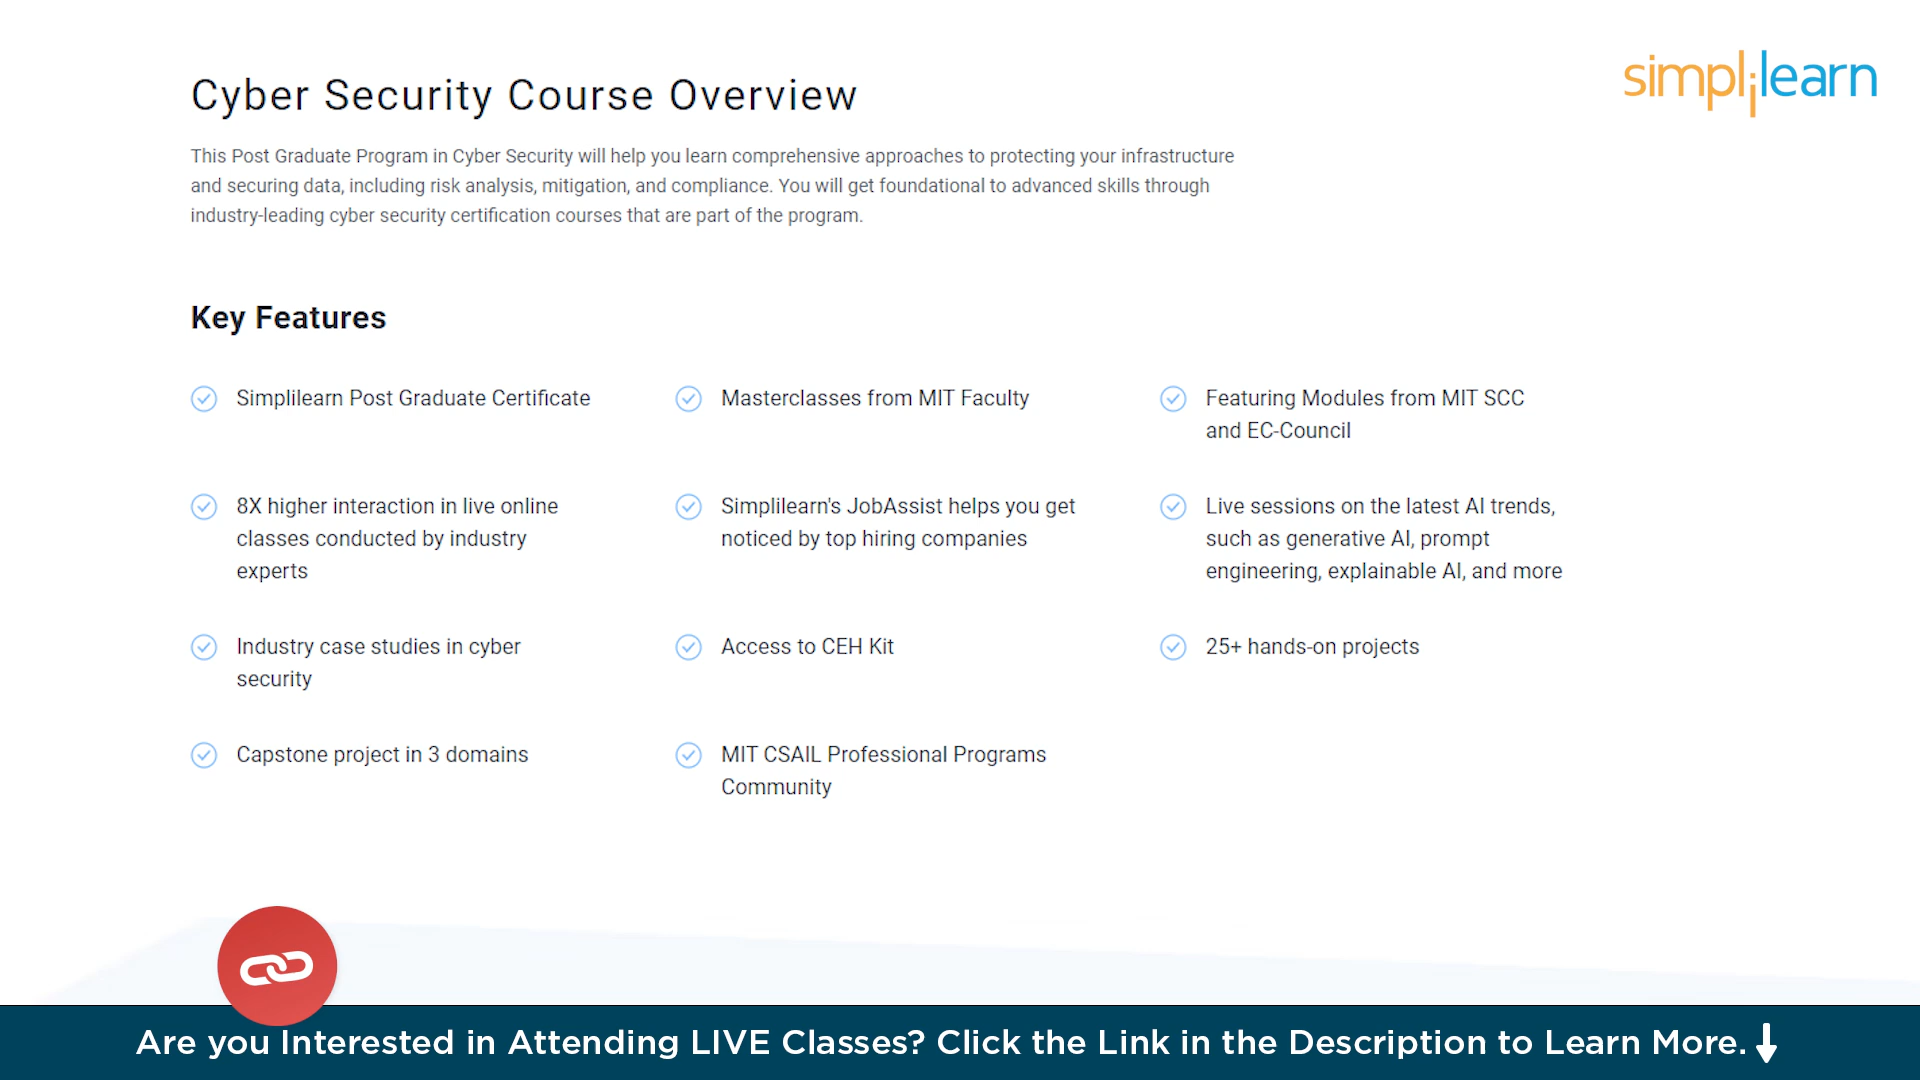 simplilearn
Cyber Security Course Overview
This Post Graduate Program in Cyber Security will help you learn comprehensive approaches to protecting your infrastructure
and securing data, including risk analysis, mitigation, and compliance. You will get foundational to advanced skills through
industry-leading cyber security certification courses that are part of the program.
Key Features
Simplilearn Post Graduate Certificate
Masterclasses from MIT Faculty
Featuring Modules from MIT SCC
and EC-Council
8X higher interaction in live online
classes conducted by industry
experts
Simplilearn's JobAssist helps you get
noticed by top hiring companies
Live sessions on the latest AI trends,
such as generative AI, prompt
engineering, explainable AI, and more
Industry case studies in cyber
security
Access to CEH Kit
25+ hands-on projects
Capstone project in 3 domains
MIT CSAIL Professional Programs
Community
Are you Interested in Attending LIVE Classes? Click the Link in the Description to Learn More.